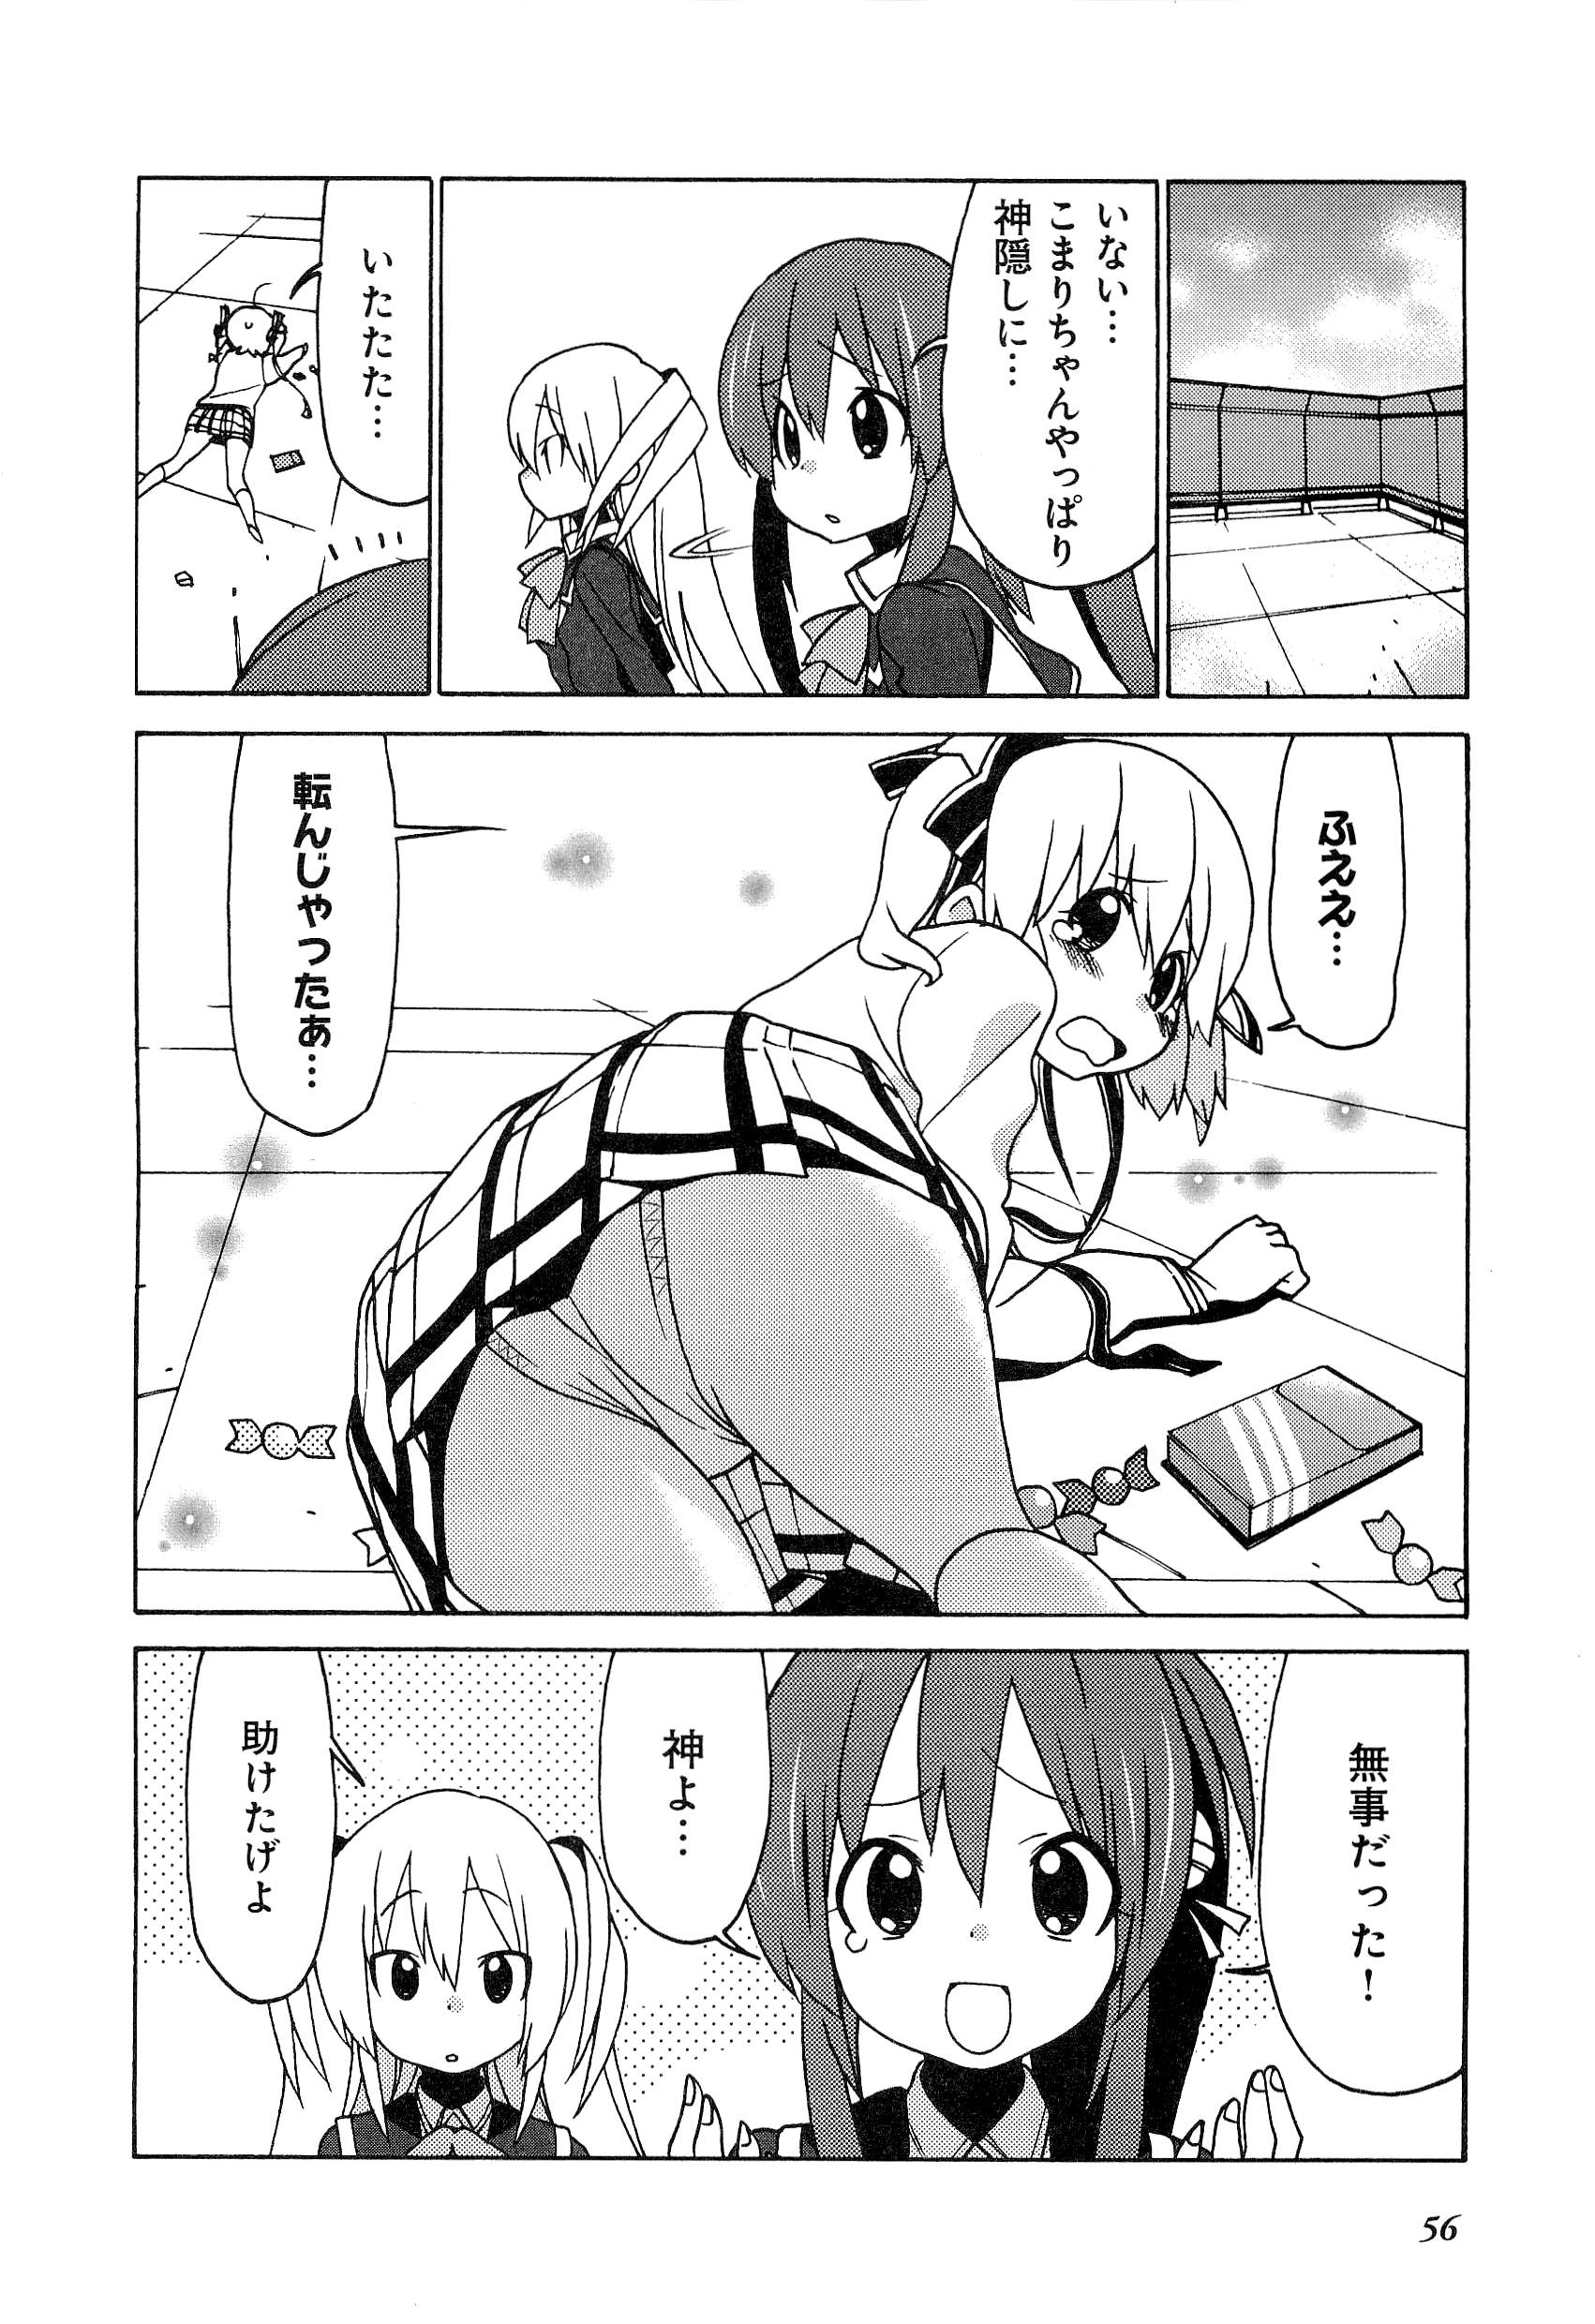 いない…
こまりちゃんやっぱり
神隠しに…
いたたた…
ふええ…
転んじゃったぁ…
無事だった！
神よ…
助けたげよ
56